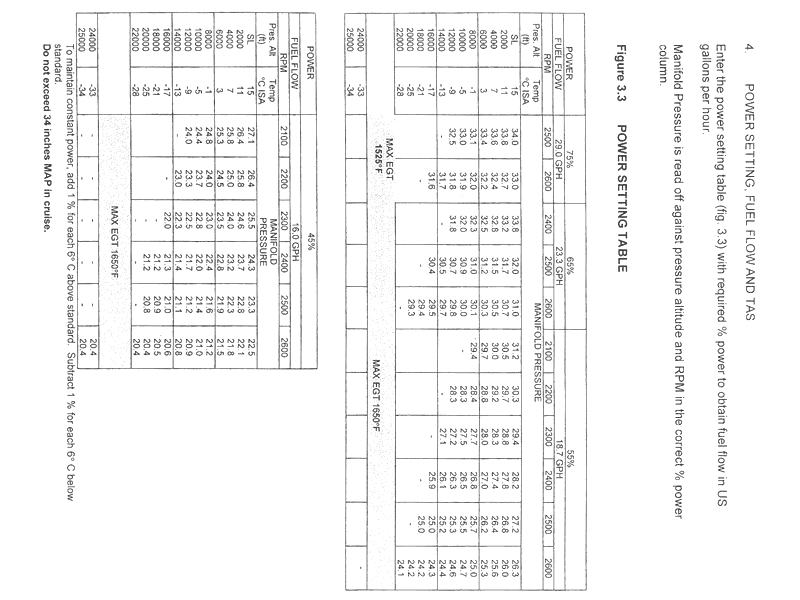 4. POWER SETTING, FUEL FLOW AND TAS
Enter the power setting table (fig 3.3) with required % power to obtain fuel flow in US
gallons per hour.
Manifold Pressure is read off against pressure altitude and RPM in the correct % power
column.
Figure 3.3 POWER SETTING TABLE
POWER 75% 65% 55%
FUEL FLOW 29.0 GPH 23.3 GPH 18.7 GPH
RPM 2500 2600 2400 2500 2600 2100 2200 2300 2400 2500 2600
Pres. Alt Temp MANIFOLD PRESSURE
(ft) °C ISA
SL 15 34.0 33.0 33.8 32.0 31.0 31.2 30.3 29.4 28.2 27.2 26.3
2000 11 33.8 32.7 31.7 30.7 30.5 29.7 28.8 27.8 26.8 26.0
4000 7 33.6 32.4 32.8 31.5 30.5 30.0 29.2 28.3 27.4 26.4 25.6
6000 3 33.4 32.2 32.5 31.2 30.3 29.7 28.8 28.0 27.0 26.2 25.3
8000 -1 33.1 32.0 32.3 31.0 30.1 29.4 28.4 27.7 26.8 25.7 25.0
10000 -5 33.0 31.9 32.0 30.9 30.0 - 28.3 27.5 26.5 25.5 24.7
12000 -9 32.5 31.8 31.8 30.7 29.8 28.3 27.2 26.3 25.3 24.6
14000 -13 - 31.7 - 30.5 29.7 - 27.1 26.1 25.2 24.4
16000 -17 31.6 30.4 29.5 - 25.9 25.0 24.3
18000 -21 - - 29.4 - 25.0 24.2
20000 -25 29.3 - 24.2
22000 -28 - 24.1
MAX EGT 1525°F MAX EGT 1650°F
24000 -33
25000 -34 -
POWER 45%
FUEL FLOW 16.0 GPH
RPM 2100 2200 2300 2400 2500 2600
Pres. Alt Temp MANIFOLD
(ft) °C ISA PRESSURE
SL 15 27.1 26.4 25.5 24.3 23.3 22.5
2000 11 26.4 25.8 24.6 23.7 22.8 22.1
4000 7 25.8 25.0 24.0 23.2 22.3 21.8
6000 3 25.3 24.5 23.5 22.8 21.9 21.5
8000 -1 24.8 24.0 23.0 22.4 21.6 21.2
10000 -5 24.4 23.7 22.8 22.0 21.4 21.0
12000 -9 24.0 23.3 22.5 21.7 21.2 20.9
14000 -13 - 23.0 22.3 21.4 21.1 20.8
16000 -17 - 22.0 21.3 21.0 20.6
18000 -21 - 21.2 20.9 20.5
20000 -25 - 21.2 20.8 20.4
22000 -28 - - 20.4
MAX EGT 1650°F
24000 -33 - - - - - 20.4
25000 -34 - - - - - 20.4
To maintain constant power, add 1 % for each 6° C above standard. Subtract 1 % for each 6° C below
standard.
Do not exceed 34 inches MAP in cruise.